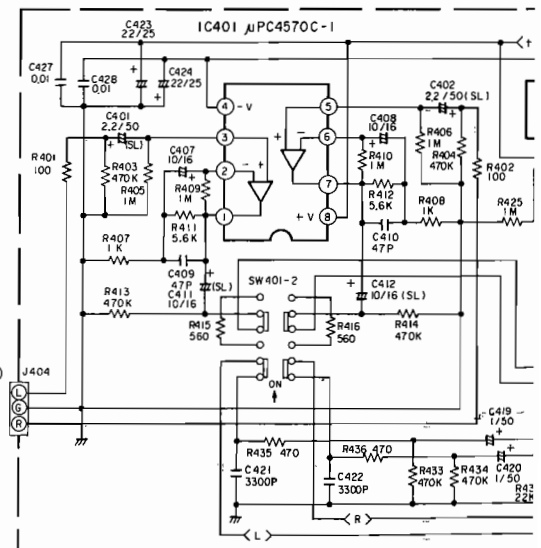 IC401 μPC4570C-1
C423
22/25
C427
0,01
C428
0,01
C424
22/25
C401
2.2/50
(SL)
4 -V
3
2
1
5
6
7
+V 8
C402
2,2/50(SL)
C408
10/16
R401
100
R403
470K
R405
1M
C407
10/16
R409
1M
R411
5.6K
R410
1M
R412
5.6K
R406
1M
R404
470K
R402
100
R407
1K
C409
47P
C411
10/16
(SL)
C410
47P
R408
1K
R425
1M
R413
470K
SW401-2
C412
10/16 (SL)
R415
560
R416
560
R414
470K
J404
L
G
R
ON
C419
1/50
R435 470
R436 470
C421
3300P
C422
3300P
R433
470K
R434
470K
C420
1/50
22K
R
L